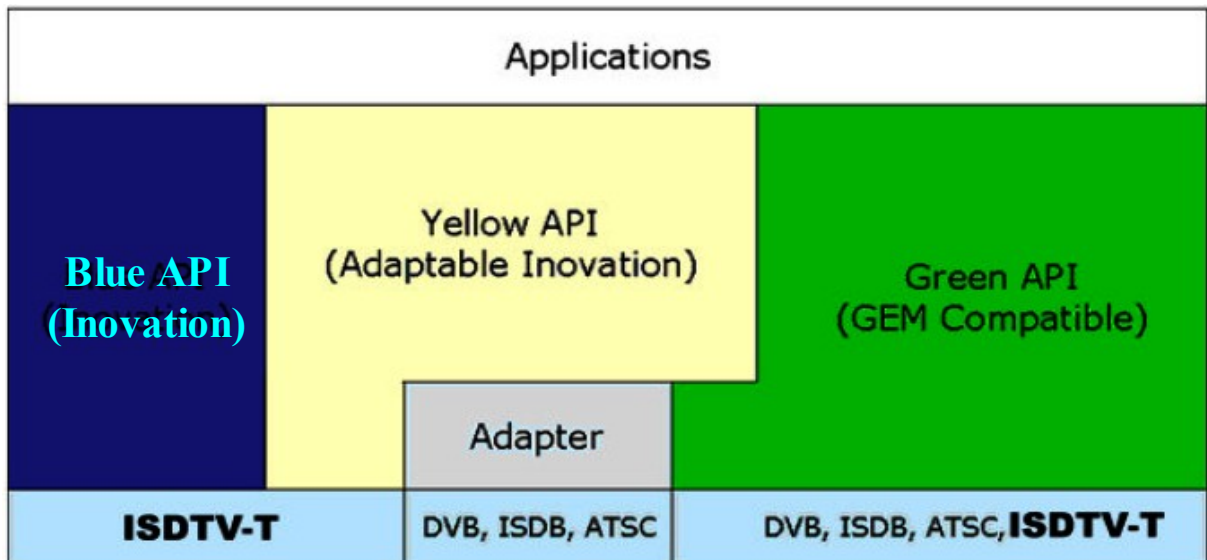 Applications
Blue API
(Inovation)
Yellow API
(Adaptable Inovation)
Green API
(GEM Compatible)
Adapter
ISDTV-T
DVB, ISDB, ATSC
DVB, ISDB, ATSC, ISDTV-T